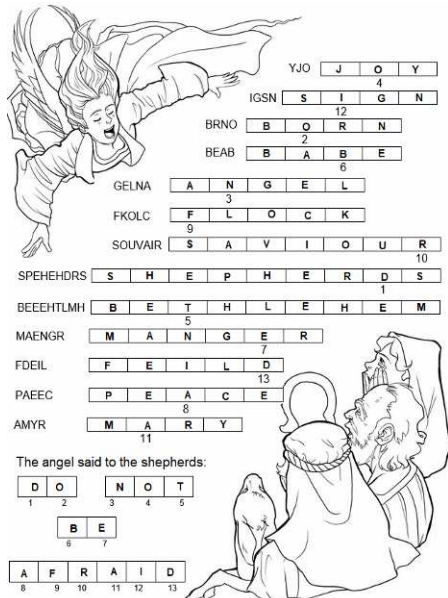 YJO J O Y
4
IGSN S I G N
12
BRNO B O R N
2
BEAB B A B E
6
GELNA A N G E L
3
FKOLC F L O C K
9
SOUVAIR S A V I O U R
10
SPEHEHDRS S H E P H E R D S
1
BEEEHTLMH B E T H L E H E M
5
MAENGR M A N G E R
7
FDEIL F E I L D
13
PAEEC P E A C E
8
AMYR M A R Y
11
The angel said to the shepherds:
D O N O T
1 2 3 4 5
B E
6 7
A F R A I D
8 9 10 11 12 13